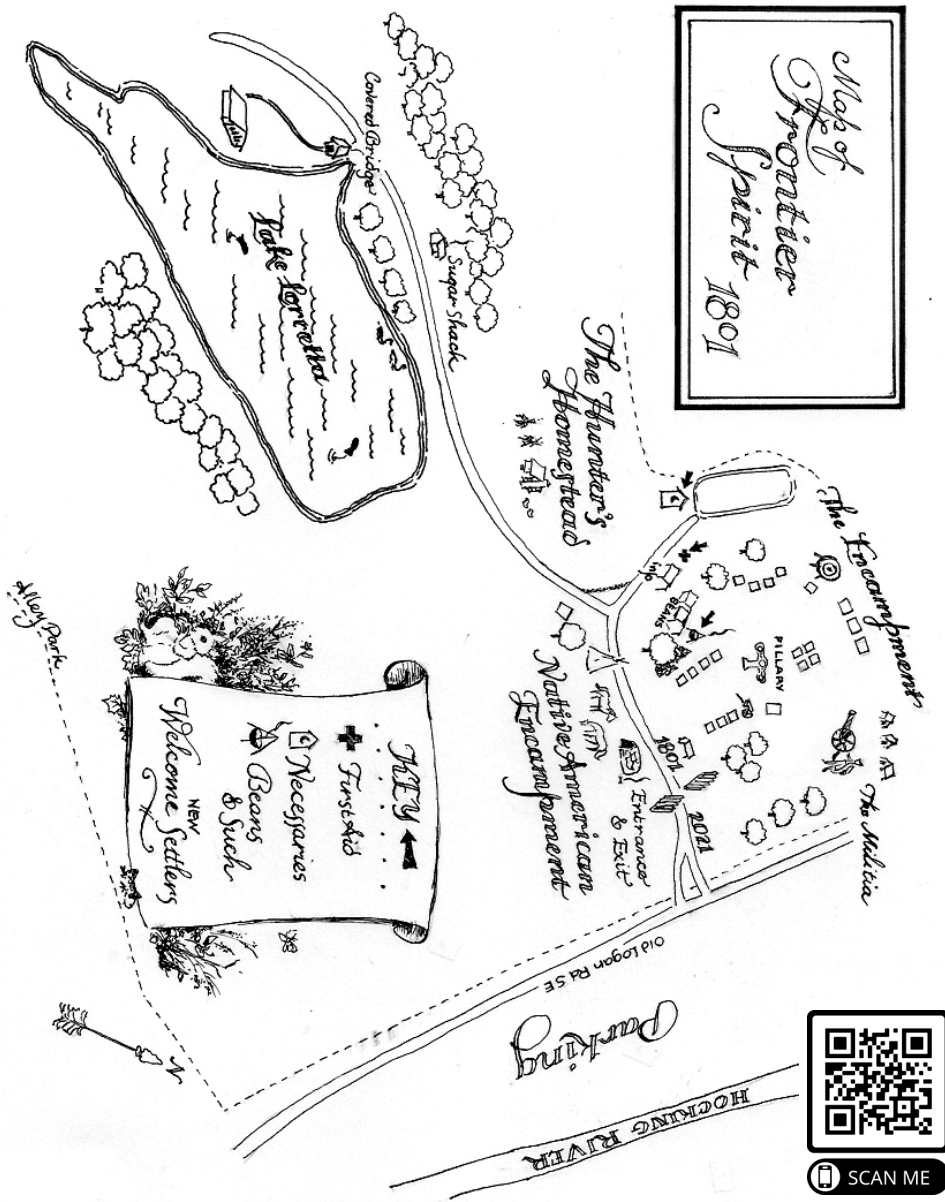 Map of
Frontier
Spirit 1801
The Encampment
The Militia
PILLARY
BEANS
info
1801
2021
Entrance
& Exit
Native American
Encampment
The Hunter's
Homestead
Sugar Shack
Covered Bridge
Lake Loretta
Alley Park
KEY
First Aid
Necessaries
Beans
& Such
Welcome NEW Settlers
Old Logan Rd SE
Parking
HOCKING RIVER
N
SCAN ME